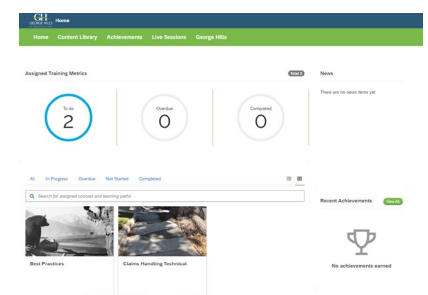 GH
GEORGE HILLS
Home
Home Content Library Achievements Live Sessions George Hills
Assigned Training Metrics
Total 2
To do
2
Overdue
0
Completed
0
News
There are no news items yet
All In Progress Overdue Not Started Completed
Search for assigned courses and learning paths
Best Practices
Claims Handling Technical
Recent Achievements
View All
No achievements earned